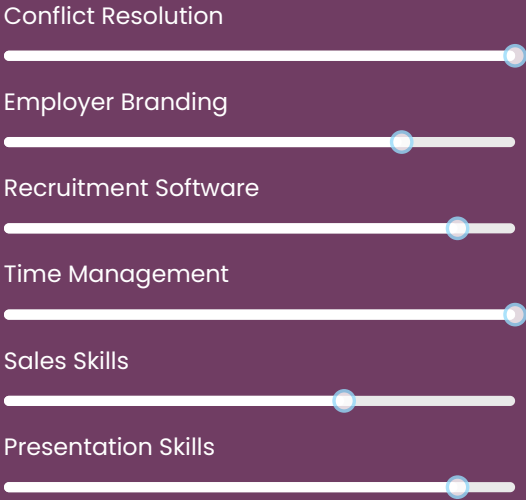 Conflict Resolution
Employer Branding
Recruitment Software
Time Management
Sales Skills
Presentation Skills